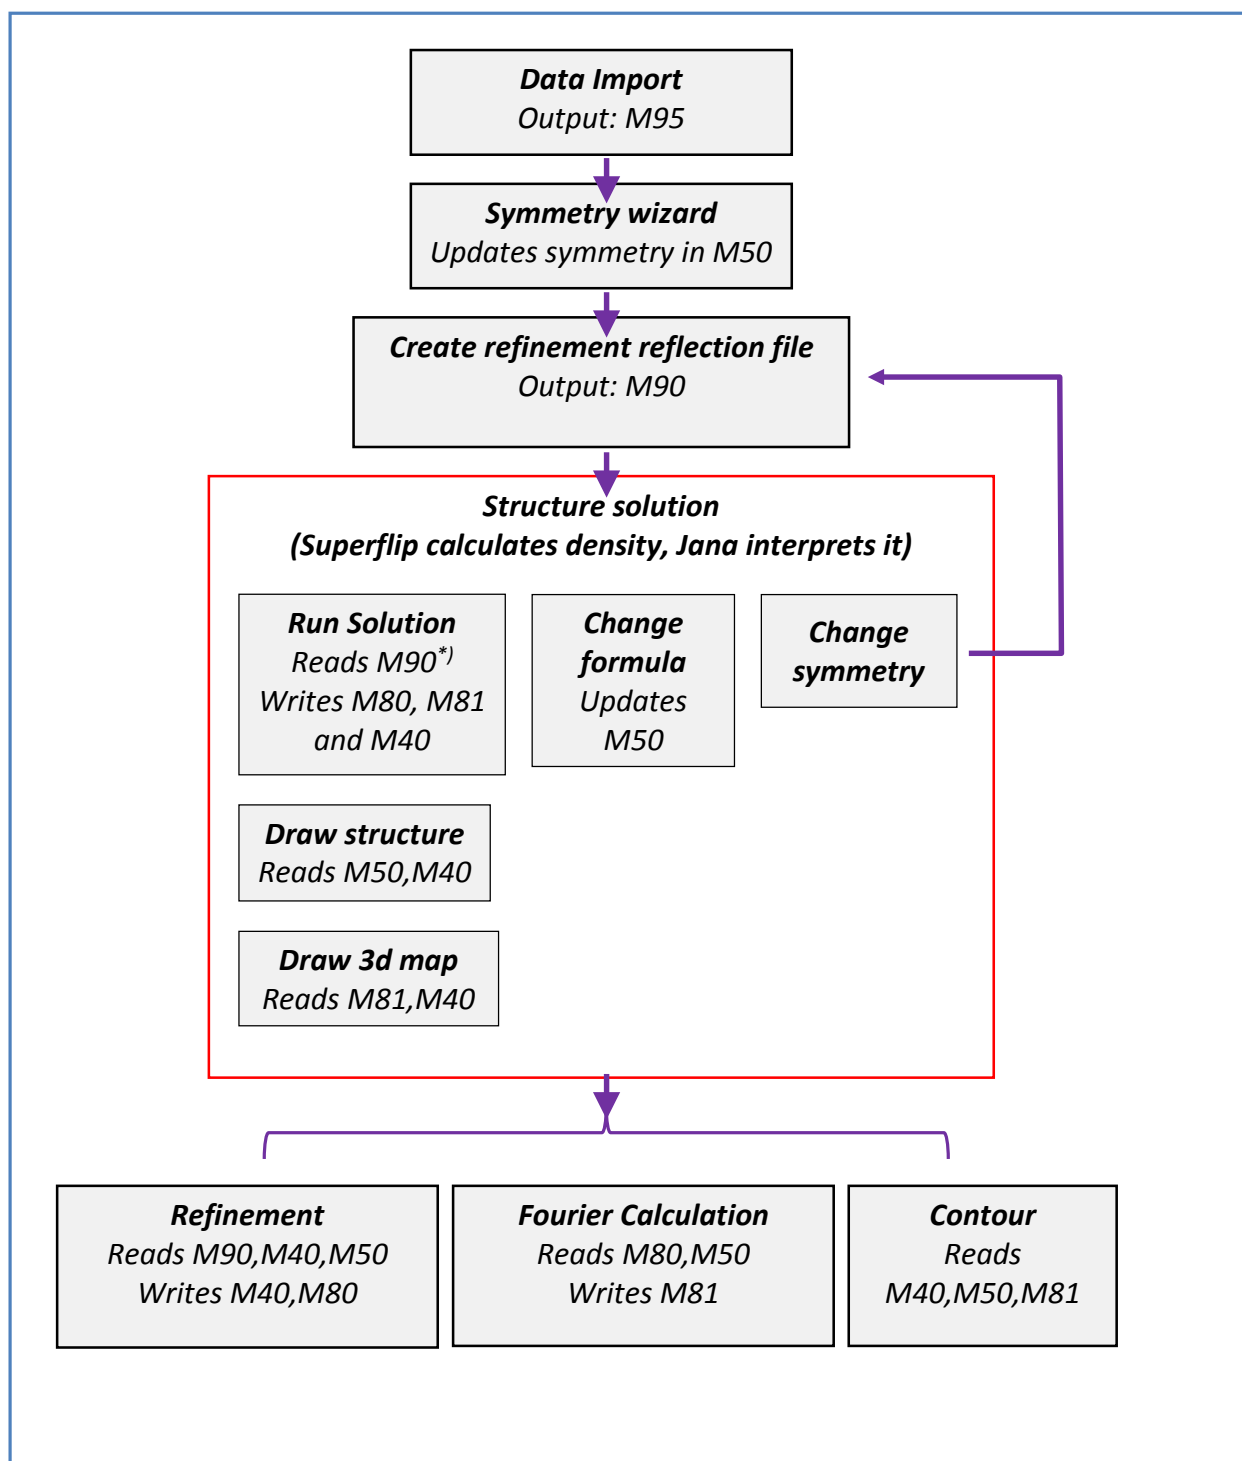 Data Import
Output: M95
Symmetry wizard
Updates symmetry in M50
Create refinement reflection file
Output: M90
Structure solution
(Superflip calculates density, Jana interprets it)
Run Solution
Reads M90*)
Writes M80, M81
and M40
Change
formula
Updates
M50
Change
symmetry
Draw structure
Reads M50,M40
Draw 3d map
Reads M81,M40
Refinement
Reads M90,M40,M50
Writes M40,M80
Fourier Calculation
Reads M80,M50
Writes M81
Contour
Reads
M40,M50,M81